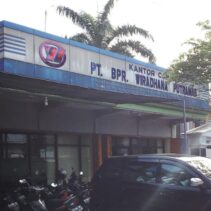 KANTOR
PT. BPR. WIRADHANA PUTRAMAS